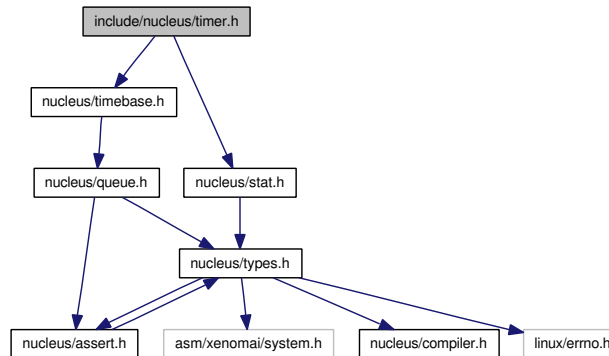 include/nucleus/timer.h
nucleus/timebase.h
nucleus/queue.h
nucleus/stat.h
nucleus/types.h
nucleus/assert.h
asm/xenomai/system.h
nucleus/compiler.h
linux/errno.h